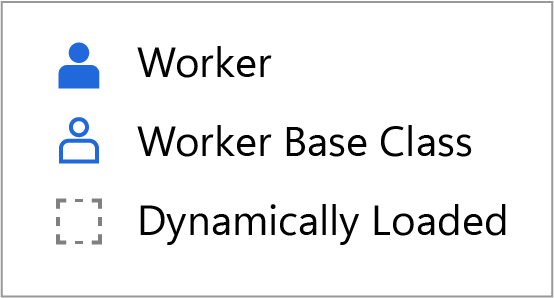 Worker
Worker Base Class
Dynamically Loaded